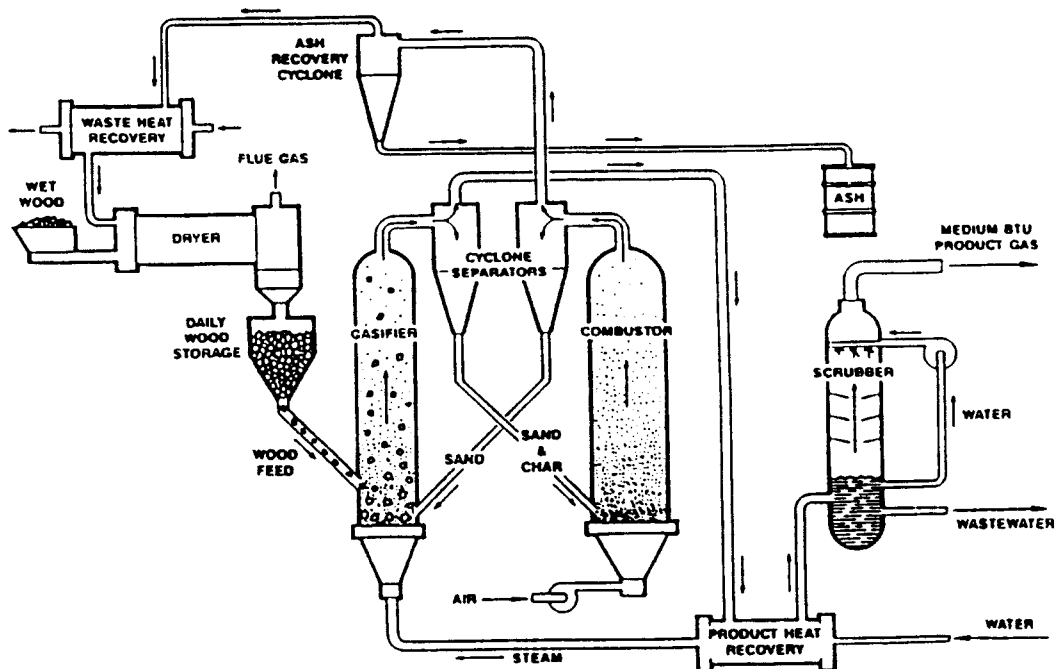 ASH
RECOVERY
CYCLONE
WASTE HEAT
RECOVERY
FLUE GAS
WET
WOOD
ASH
DRYER
MEDIUM BTU
PRODUCT GAS
CYCLONE
SEPARATORS
DAILY
WOOD
STORAGE
GASIFIER
COMBUSTOR
SCRUBBER
WATER
WOOD
FEED
SAND
SAND
&
CHAR
WASTEWATER
AIR
PRODUCT HEAT
RECOVERY
WATER
STEAM